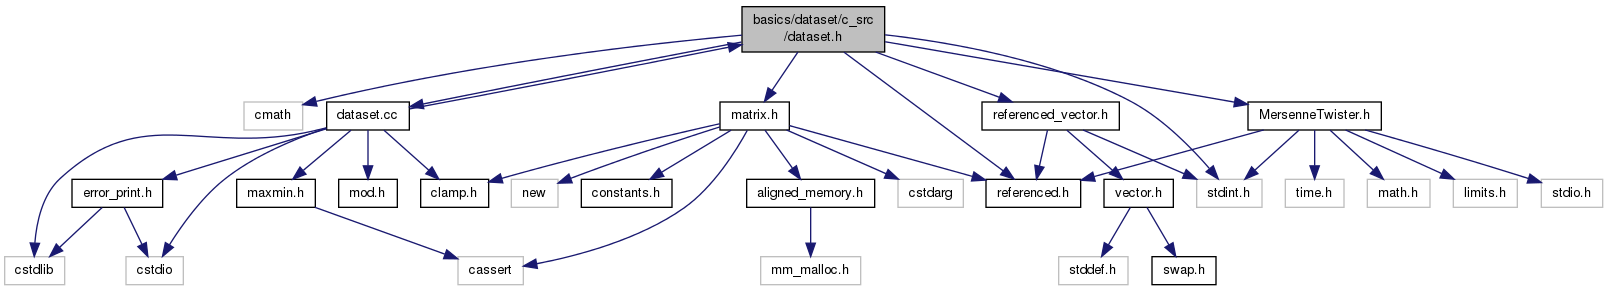 basics/dataset/c_src
/dataset.h
cmath
dataset.cc
matrix.h
referenced_vector.h
MersenneTwister.h
error_print.h
maxmin.h
mod.h
clamp.h
new
constants.h
aligned_memory.h
cstdarg
referenced.h
vector.h
stdint.h
time.h
math.h
limits.h
stdio.h
cstdlib
cstdio
cassert
mm_malloc.h
stddef.h
swap.h